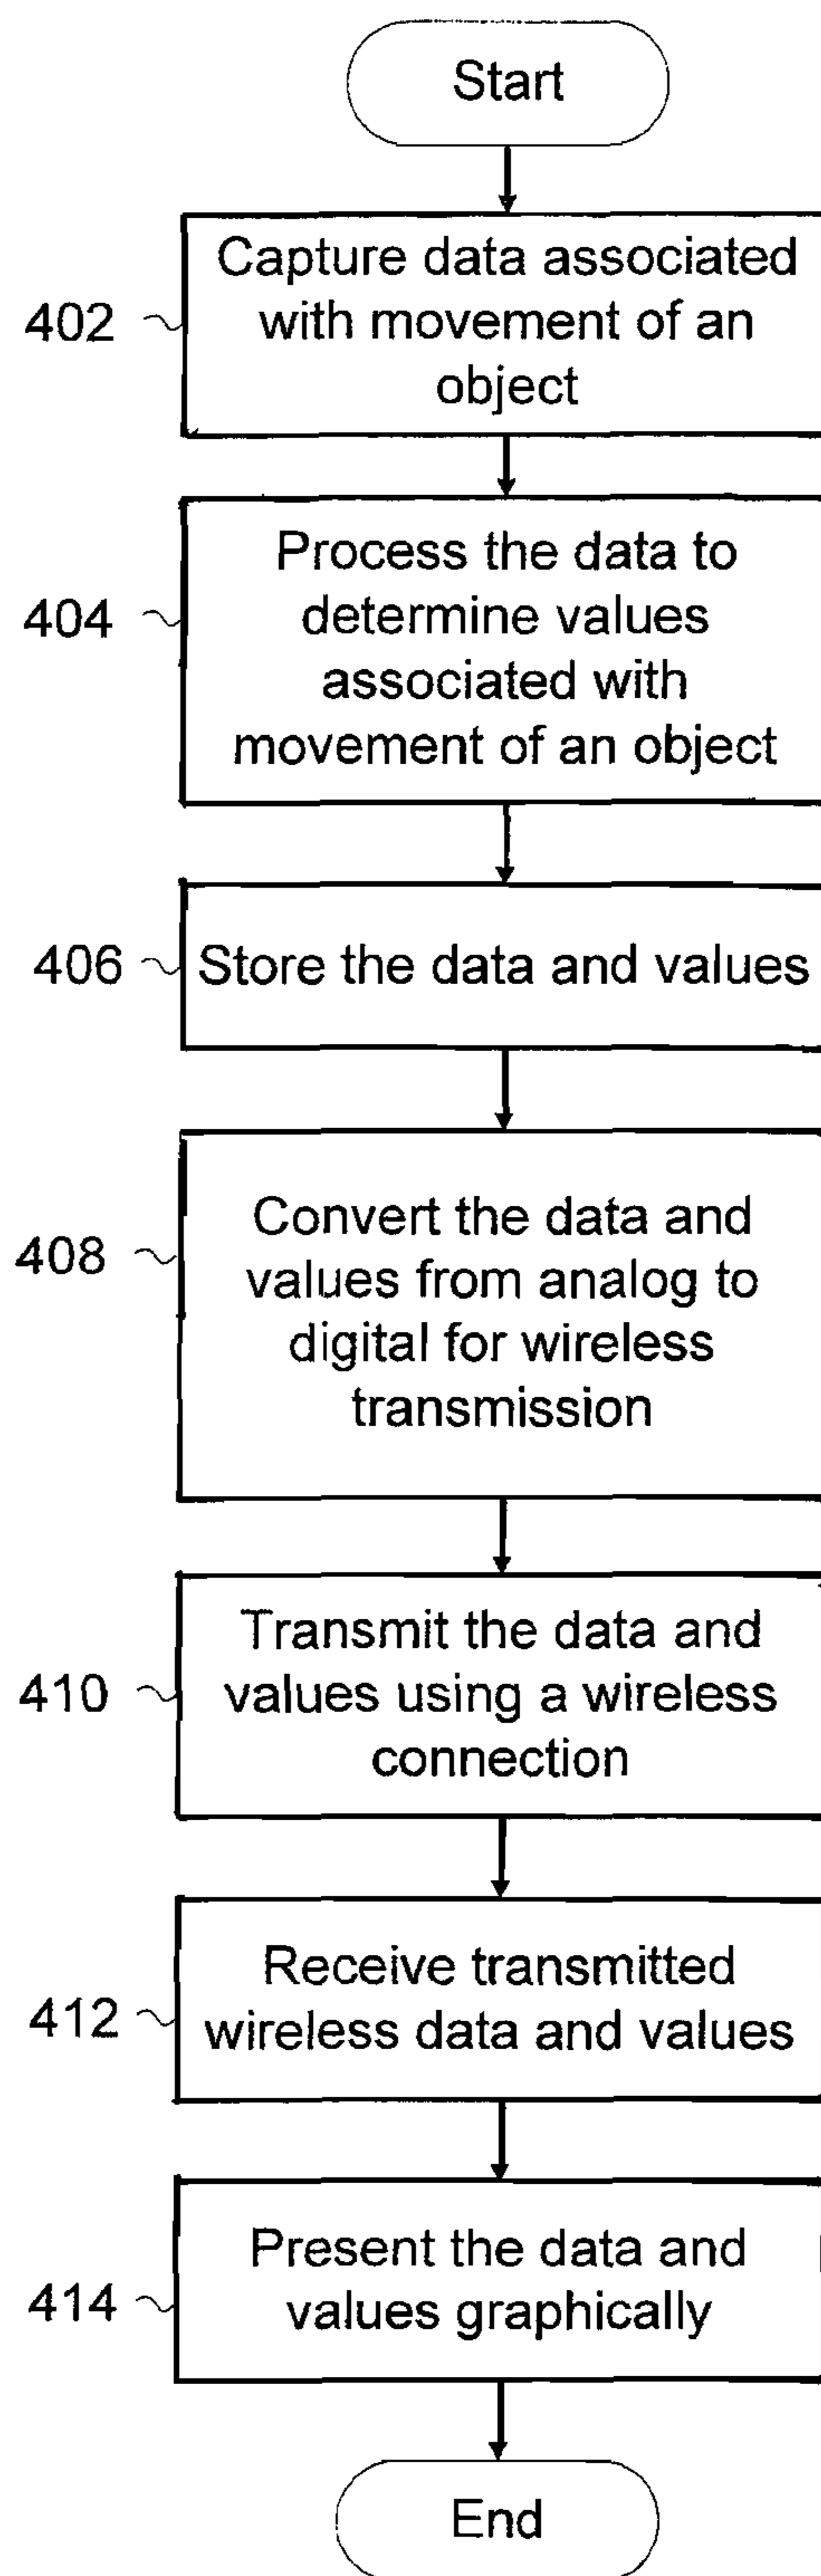 Start
Capture data associated
with movement of an
object
402
Process the data to
determine values
associated with
movement of an object
404
Store the data and values
406
Convert the data and
values from analog to
digital for wireless
transmission
408
Transmit the data and
values using a wireless
connection
410
Receive transmitted
wireless data and values
412
Present the data and
values graphically
414
End